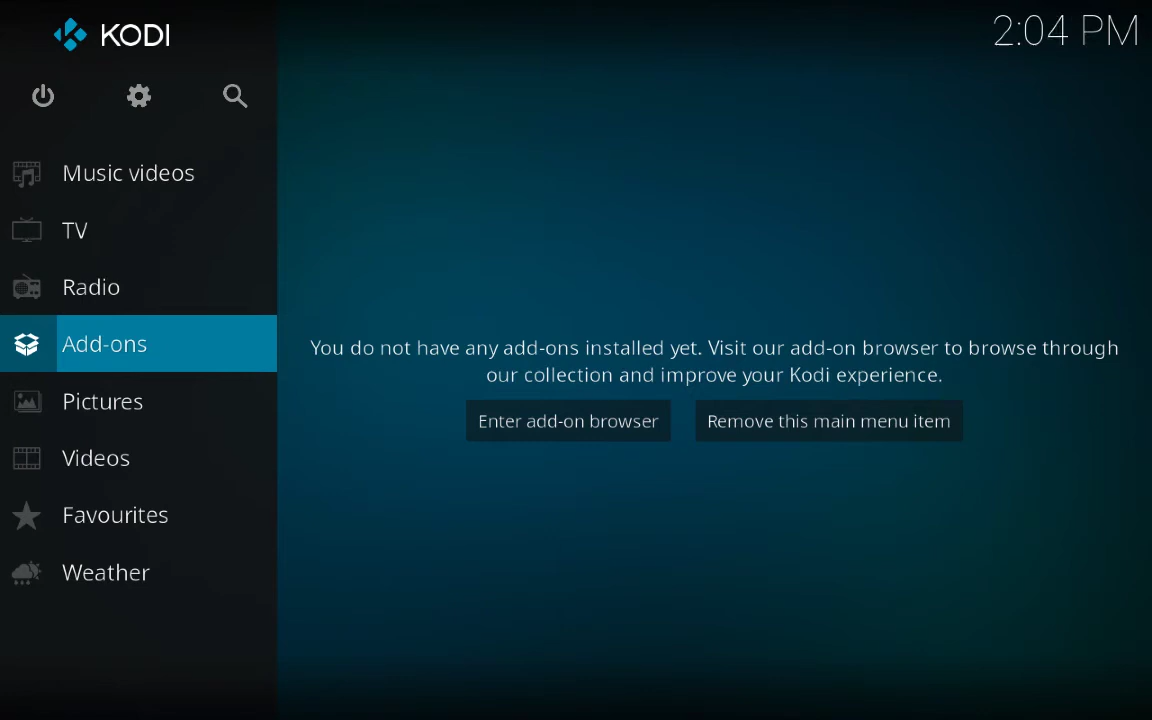 KODI
2:04 PM
Music videos
TV
Radio
Add-ons
Pictures
Videos
Favourites
Weather
You do not have any add-ons installed yet. Visit our add-on browser to browse through
our collection and improve your Kodi experience.
Enter add-on browser
Remove this main menu item